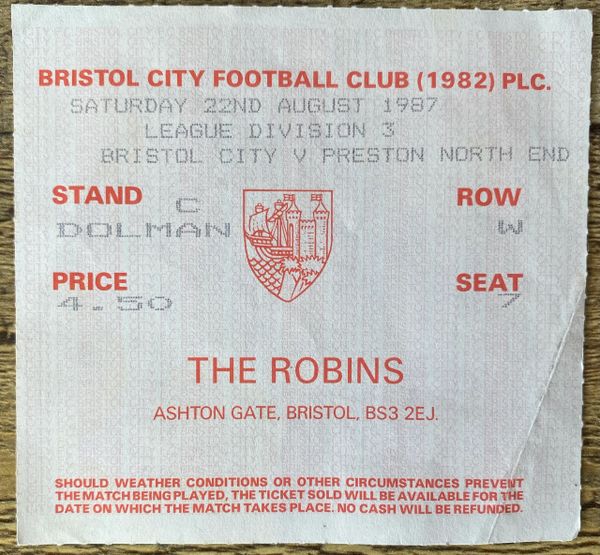 BRISTOL CITY FOOTBALL CLUB (1982) PLC.
SATURDAY 22ND AUGUST 1987
LEAGUE DIVISION 3
BRISTOL CITY V PRESTON NORTH END
STAND C ROW
DOLMAN W
PRICE SEAT
4.50 7
THE ROBINS
ASHTON GATE, BRISTOL, BS3 2EJ.
SHOULD WEATHER CONDITIONS OR OTHER CIRCUMSTANCES PREVENT
THE MATCH BEING PLAYED, THE TICKET SOLD WILL BE AVAILABLE FOR THE
DATE ON WHICH THE MATCH TAKES PLACE. NO CASH WILL BE REFUNDED.